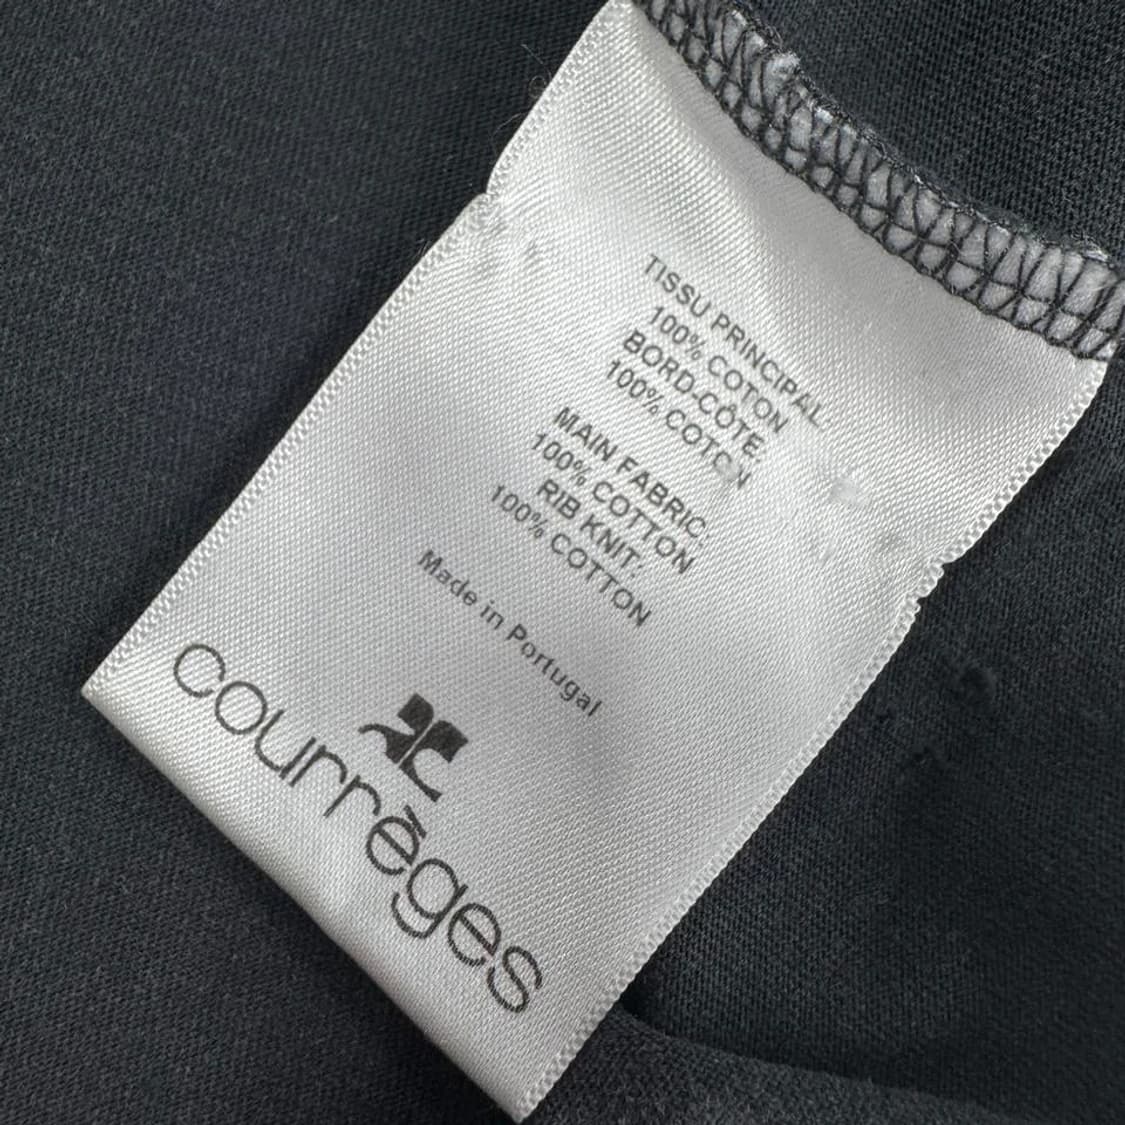 TISSU PRINCIPAL.
100% COTON
BORD-CÔTE.
100% COTON
MAIN FABRIC.
100% COTTON
RIB KNIT:
100% COTTON
Made in Portugal
courrèges